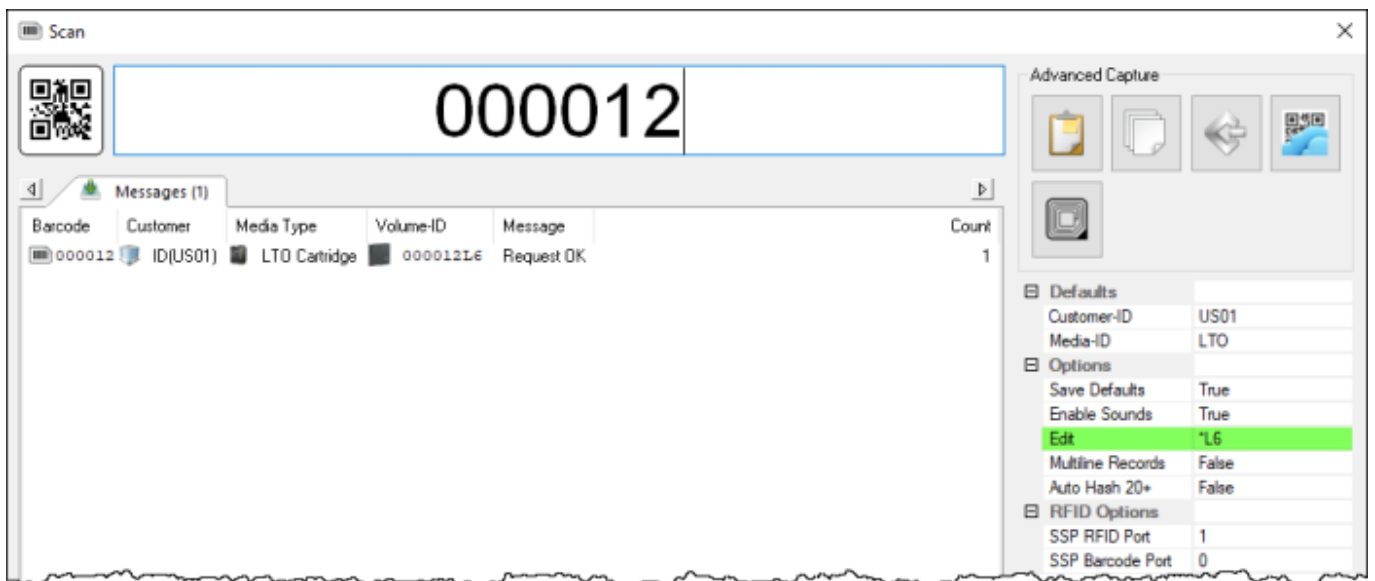 Scan
000012
Advanced Capture
Messages (1)
Barcode Customer Media Type Volume-ID Message Count
000012 ID(US01) LTO Cartridge 000012L6 Request OK 1
Defaults
Customer-ID US01
Media-ID LTO
Options
Save Defaults True
Enable Sounds True
Edit *L6
Multiline Records False
Auto Hash 20+ False
RFID Options
SSP RFID Port 1
SSP Barcode Port 0